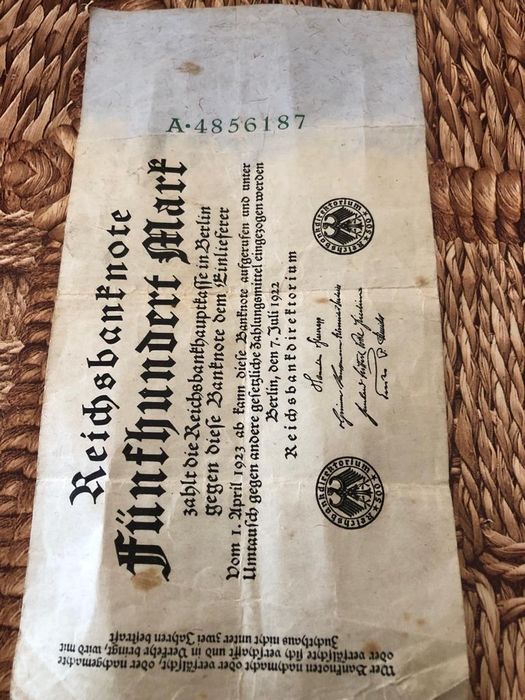 A·4856187
Reichsbanknote
Fünfhundert Mark
zahlt die Reichsbankhauptkasse in Berlin
gegen diese Banknote dem Einlieferer
Vom 1. April 1923 ab kann diese Banknote aufgerufen und unter
Umtausch gegen andere gesetzliche Zahlungsmittel eingezogen werden
Berlin, den 7. Juli 1922
Reichsbankdirektorium
Reichsbankdirektorium
Reichsbankdirektorium
Wer Banknoten nachmacht oder verfälscht, oder nachgemachte
oder verfälschte sich verschafft und in Verkehr bringt, wird mit
Zuchthaus nicht unter zwei Jahren bestraft